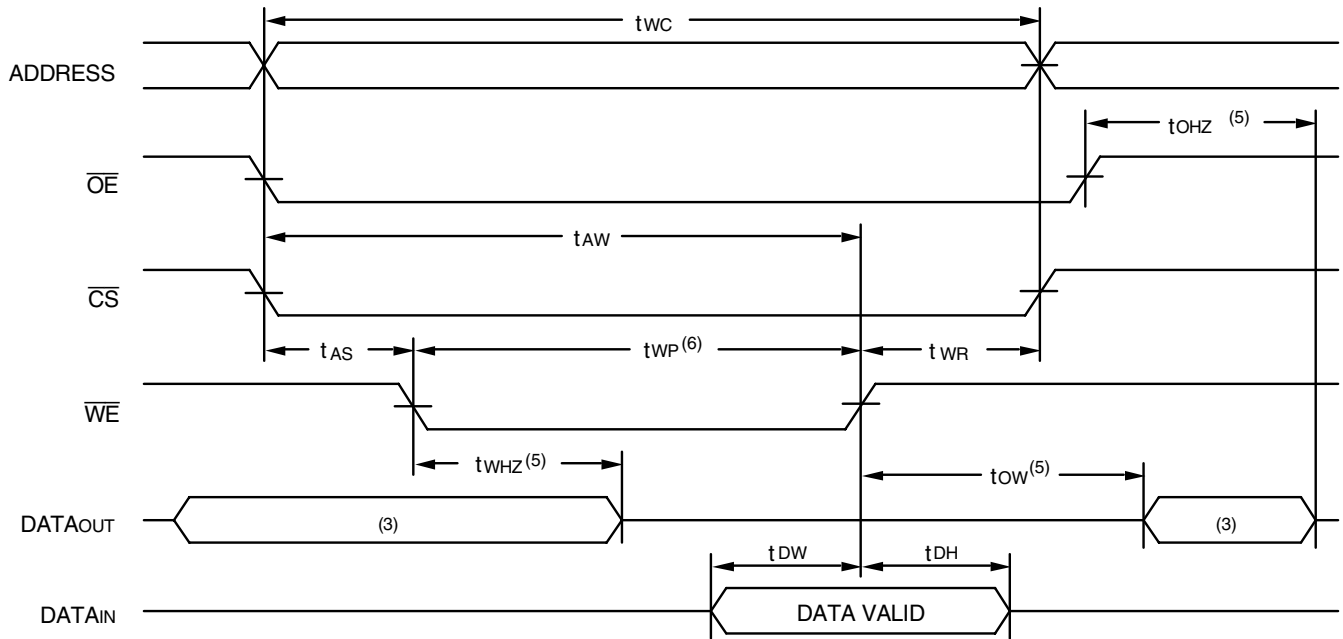 tWC
ADDRESS
tOHZ (5)
OE
tAW
CS
tAS
tWP(6)
tWR
WE
tWHZ(5)
tOW(5)
DATAOUT
(3)
(3)
tDW
tDH
DATAIN
DATA VALID